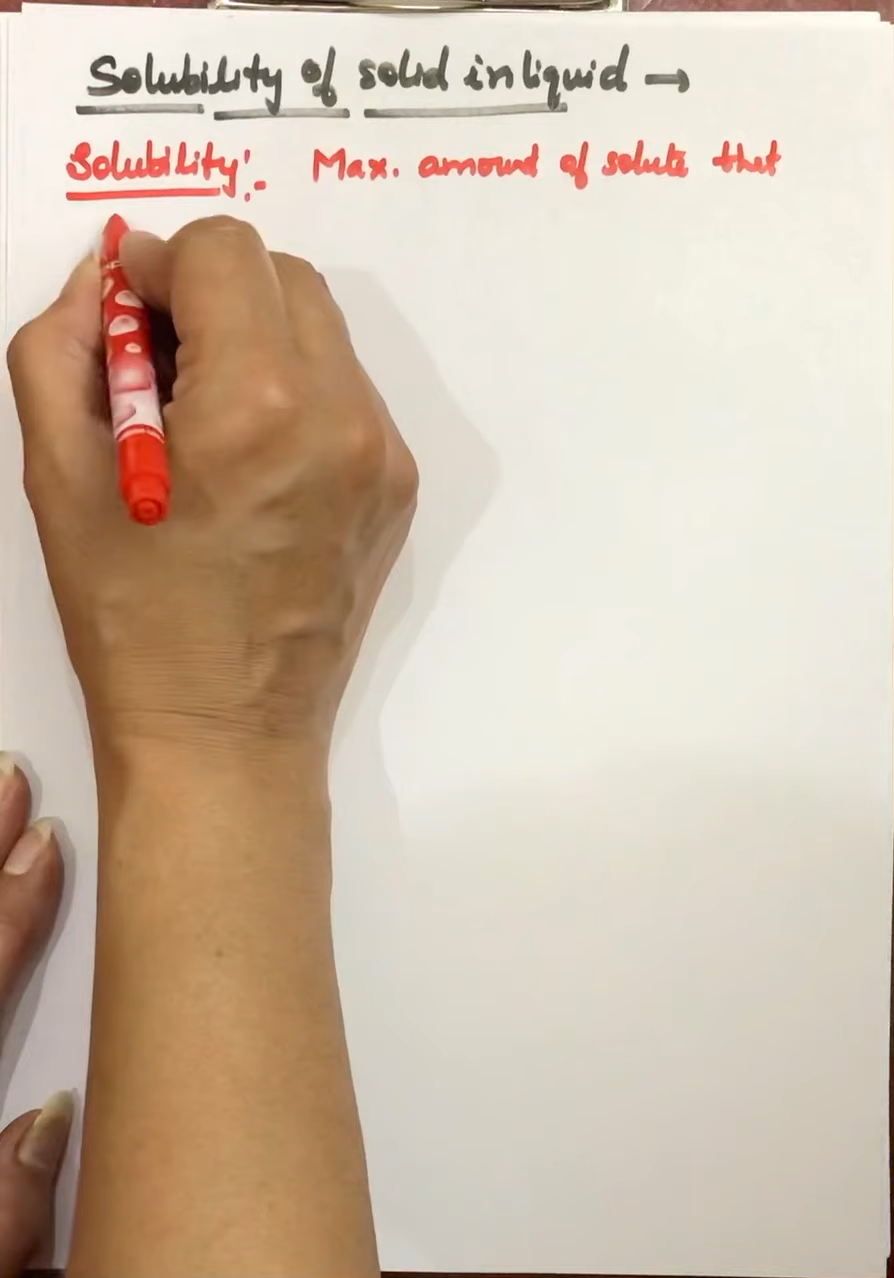 Solubility of solid in liquid →
Solubility:- Max. amount of solute that